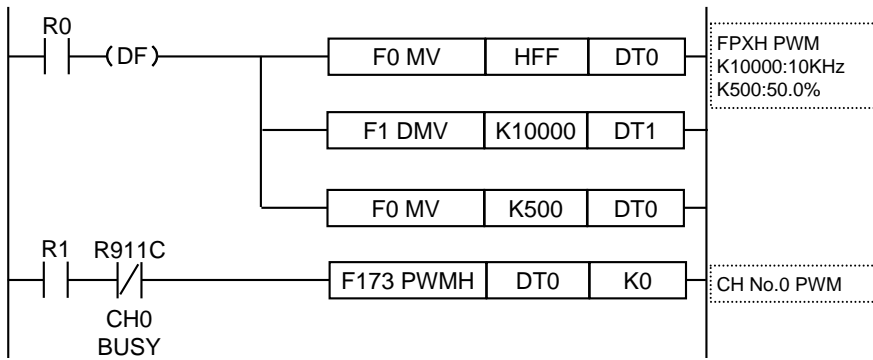 R0
(DF)
F0 MV HFF DT0
FPXH PWM
K10000:10KHz
K500:50.0%
F1 DMV K10000 DT1
F0 MV K500 DT0
R1 R911C
F173 PWMH DT0 K0
CH No.0 PWM
CH0
BUSY